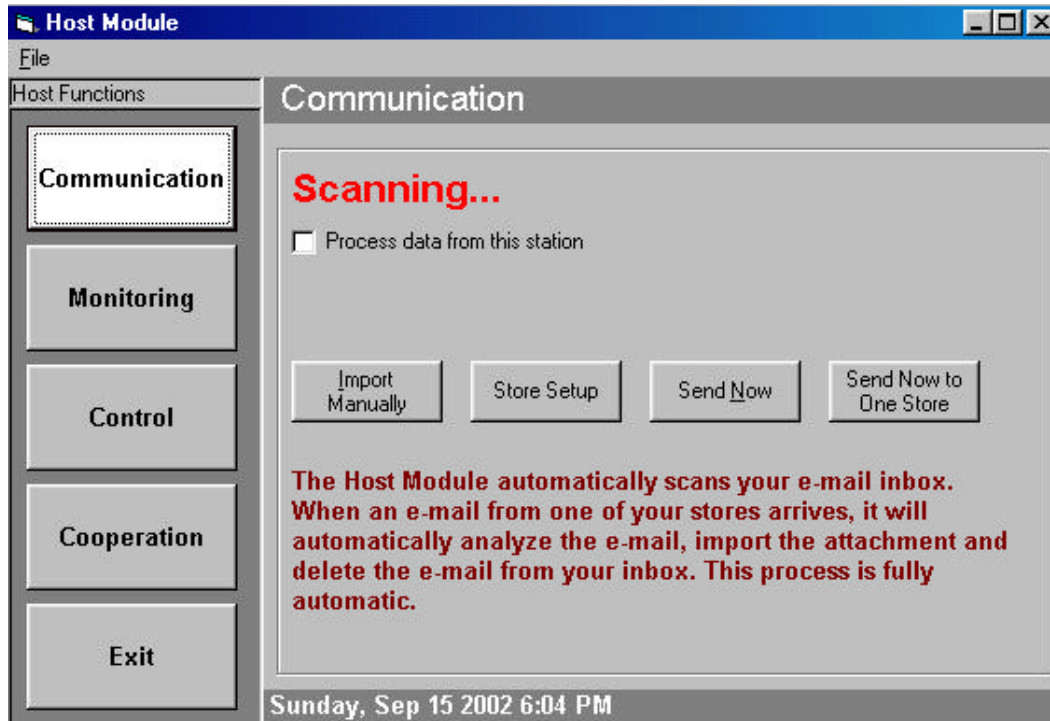 Host Module
File
Host Functions
Communication
Monitoring
Control
Cooperation
Exit
Communication
Scanning...
Process data from this station
Import
Manually
Store Setup
Send Now
Send Now to
One Store
The Host Module automatically scans your e-mail inbox.
When an e-mail from one of your stores arrives, it will
automatically analyze the e-mail, import the attachment and
delete the e-mail from your inbox. This process is fully
automatic.
Sunday, Sep 15 2002 6:04 PM